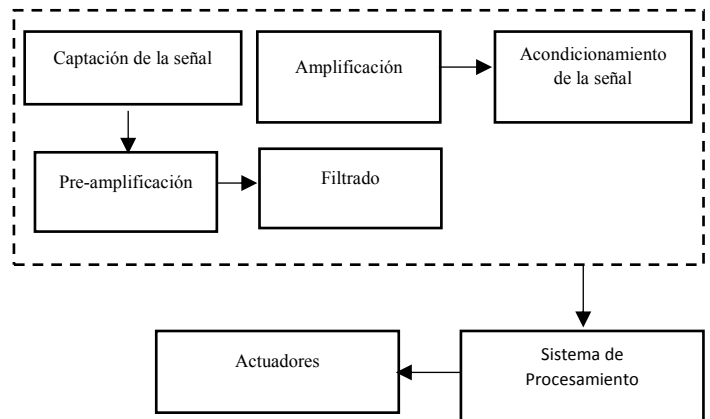 Captación de la señal
Amplificación
Acondicionamiento
de la señal
Pre-amplificación
Filtrado
Actuadores
Sistema de
Procesamiento